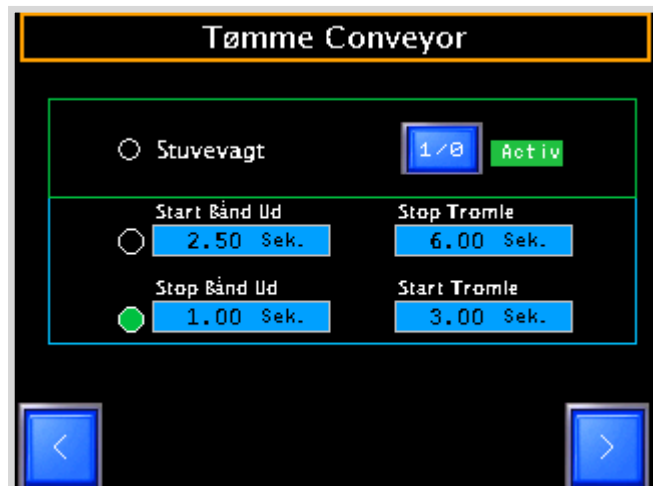 Tømme Conveyor
Stuvevagt 1/0 Activ
Start Bånd Ud Stop Tromle
2.50 Sek. 6.00 Sek.
Stop Bånd Ud Start Tromle
1.00 Sek. 3.00 Sek.
< >